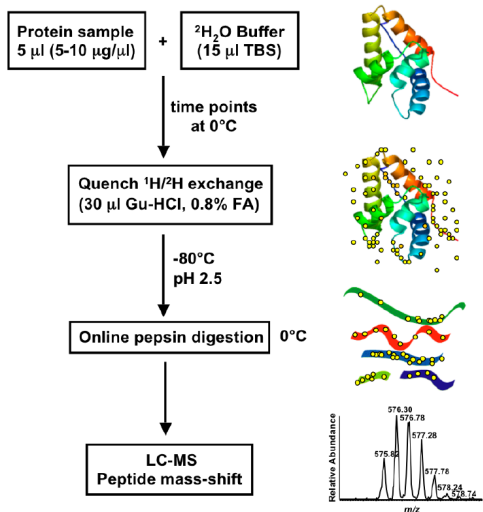 Protein sample
5 µl (5-10 µg/µl)
+
²H₂O Buffer
(15 µl TBS)
time points
at 0°C
Quench ¹H/²H exchange
(30 µl Gu-HCl, 0.8% FA)
-80°C
pH 2.5
Online pepsin digestion
0°C
LC-MS
Peptide mass-shift
Relative Abundance
575.82
576.30
576.78
577.28
577.78
578.24
578.74
m/z